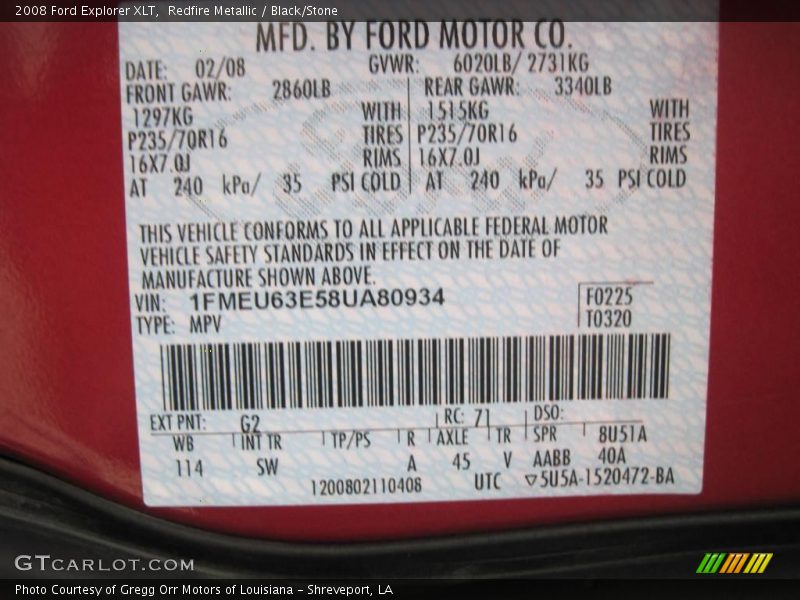 2008 Ford Explorer XLT,  Redfire Metallic / Black/Stone
MFD. BY FORD MOTOR CO.
DATE: 02/08 GVWR: 6020LB/ 2731KG
FRONT GAWR: 2860LB REAR GAWR: 3340LB
1297KG WITH 1515KG WITH
P235/70R16 TIRES P235/70R16 TIRES
16X7.0J RIMS 16X7.0J RIMS
AT 240 kPa/ 35 PSI COLD AT 240 kPa/ 35 PSI COLD
THIS VEHICLE CONFORMS TO ALL APPLICABLE FEDERAL MOTOR
VEHICLE SAFETY STANDARDS IN EFFECT ON THE DATE OF
MANUFACTURE SHOWN ABOVE.
VIN: 1FMEU63E58UA80934 F0225
TYPE: MPV T0320
EXT PNT: G2 RC: 71 DSO:
WB INT TR TP/PS R AXLE TR SPR 8U51A
114 SW A 45 V AABB 40A
1200802110408 UTC ▽5U5A-1520472-BA
GTCARLOT.COM
Photo Courtesy of Gregg Orr Motors of Louisiana – Shreveport, LA